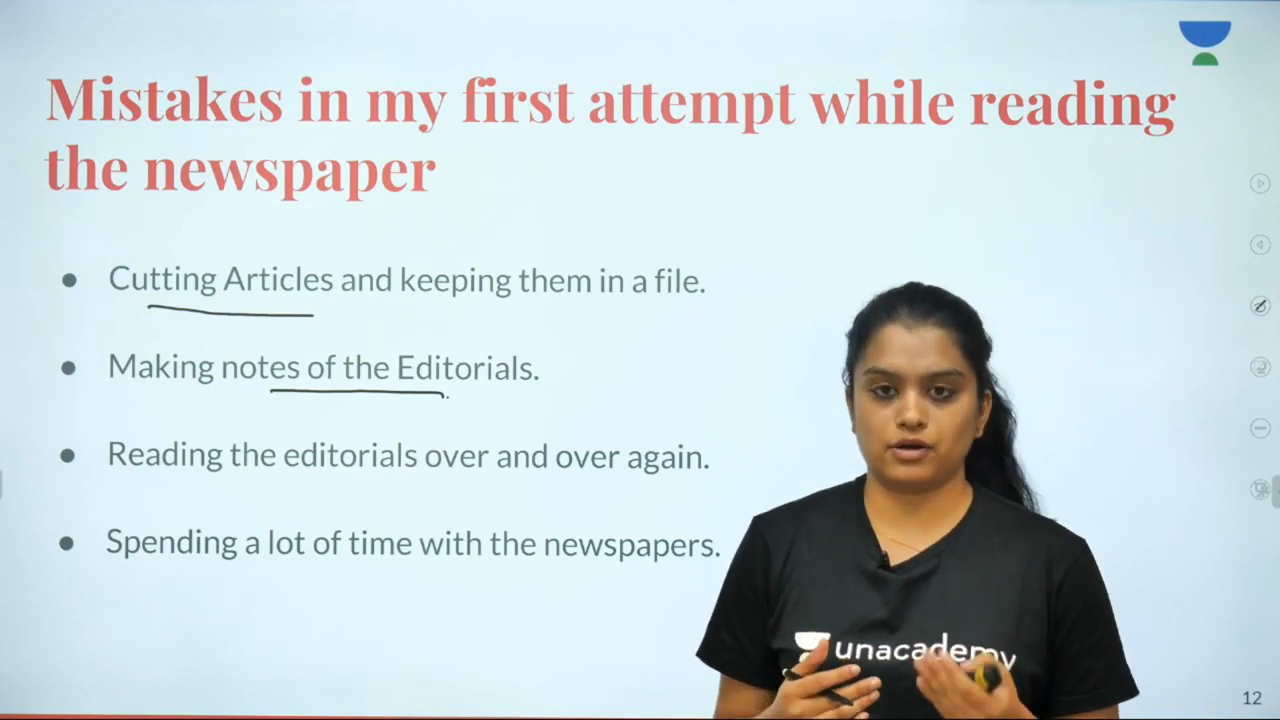 Mistakes in my first attempt while reading
the newspaper
● Cutting Articles and keeping them in a file.
● Making notes of the Editorials.
● Reading the editorials over and over again.
● Spending a lot of time with the newspapers.
unacademy
12